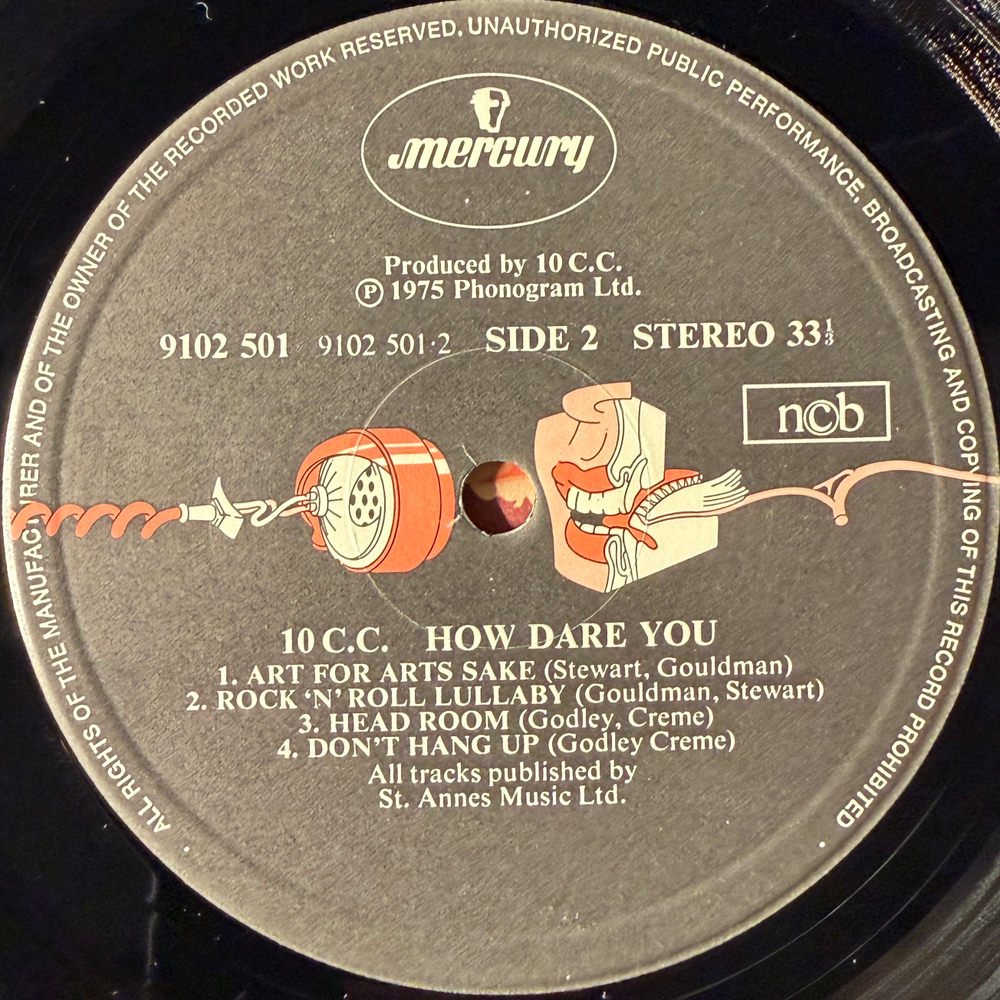 ALL RIGHTS OF THE MANUFACTURER AND OF THE OWNER OF THE RECORDED WORK RESERVED. UNAUTHORIZED PUBLIC PERFORMANCE, BROADCASTING AND COPYING OF THIS RECORD PROHIBITED
mercury
Produced by 10 C.C.
Ⓟ 1975 Phonogram Ltd.
9102 501 9102 501·2 SIDE 2 STEREO 33⅓
n©b
10 C.C. HOW DARE YOU
1. ART FOR ARTS SAKE (Stewart, Gouldman)
2. ROCK ‘N’ ROLL LULLABY (Gouldman, Stewart)
3. HEAD ROOM (Godley, Creme)
4. DON’T HANG UP (Godley Creme)
All tracks published by
St. Annes Music Ltd.